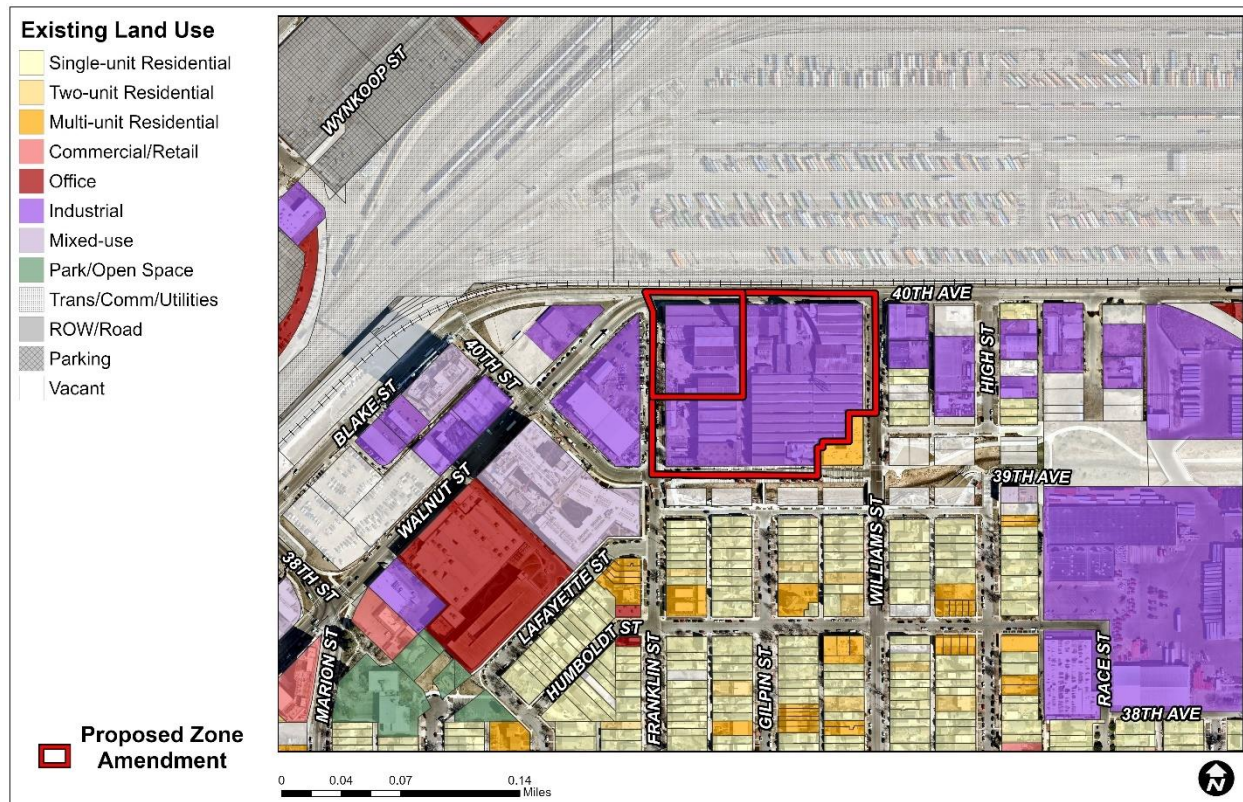 Existing Land Use
Single-unit Residential
Two-unit Residential
Multi-unit Residential
Commercial/Retail
Office
Industrial
Mixed-use
Park/Open Space
Trans/Comm/Utilities
ROW/Road
Parking
Vacant
Proposed Zone
Amendment
WYNKOOP ST
40TH AVE
40TH ST
BLAKE ST
HIGH ST
39TH AVE
WALNUT ST
38TH ST
LAFAYETTE ST
WILLIAMS ST
MARION ST
HUMBOLDT ST
FRANKLIN ST
GILPIN ST
RACE ST
38TH AVE
0 0.04 0.07 0.14
Miles